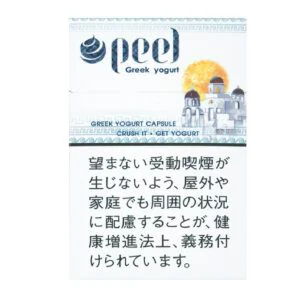 peel
Greek yogurt
GREEK YOGURT CAPSULE
CRUSH IT • GET YOGURT
望まない受動喫煙が
生じないよう、屋外や
家庭でも周囲の状況
に配慮することが、健
康増進法上、義務付
けられています。